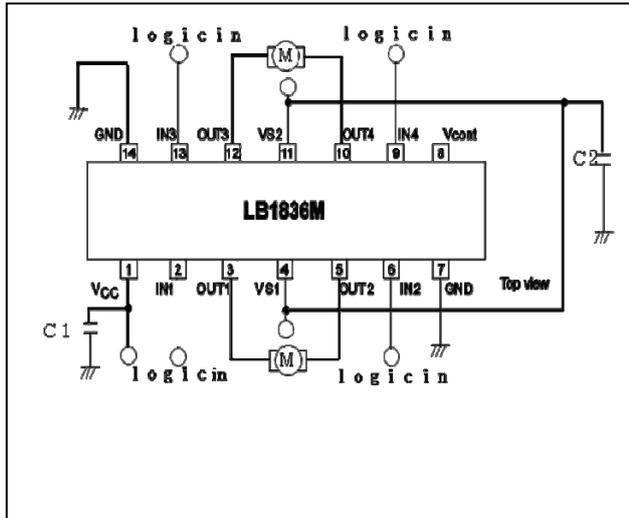 logicin logicin
M
GND IN3 OUT3 VS2 OUT4 IN4 Vcont
14 13 12 11 10 9 8
C2
LB1836M
1 2 3 4 5 6 7
VCC IN1 OUT1 VS1 OUT2 IN2 GND Top view
C1
M
logicin logicin